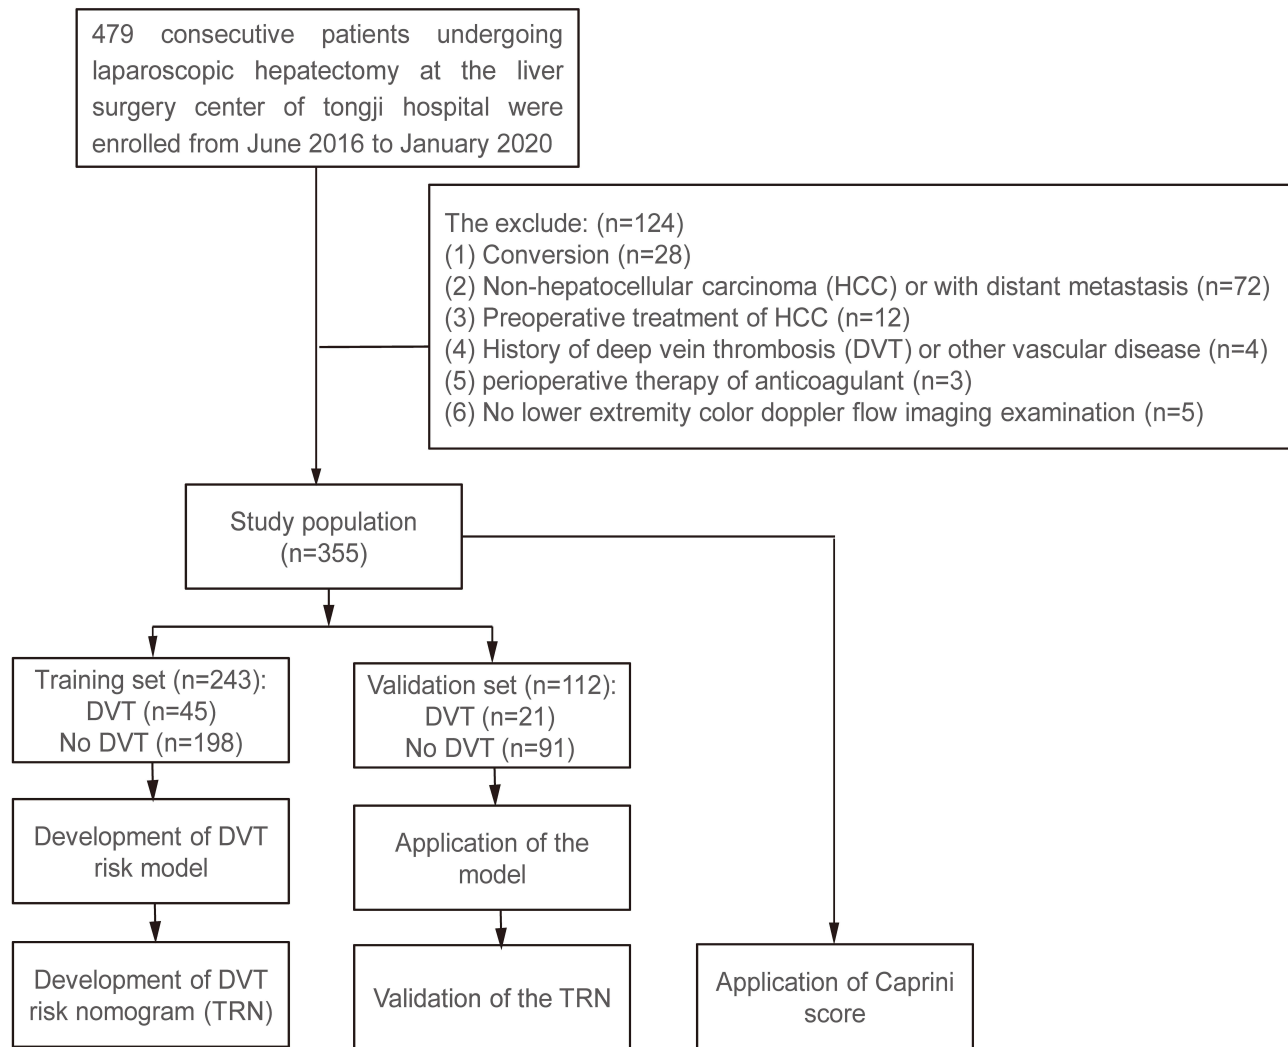 479 consecutive patients undergoing
laparoscopic hepatectomy at the liver
surgery center of tongji hospital were
enrolled from June 2016 to January 2020
The exclude: (n=124)
(1) Conversion (n=28)
(2) Non-hepatocellular carcinoma (HCC) or with distant metastasis (n=72)
(3) Preoperative treatment of HCC (n=12)
(4) History of deep vein thrombosis (DVT) or other vascular disease (n=4)
(5) perioperative therapy of anticoagulant (n=3)
(6) No lower extremity color doppler flow imaging examination (n=5)
Study population
(n=355)
Training set (n=243):
DVT (n=45)
No DVT (n=198)
Validation set (n=112):
DVT (n=21)
No DVT (n=91)
Development of DVT
risk model
Application of the
model
Development of DVT
risk nomogram (TRN)
Validation of the TRN
Application of Caprini
score